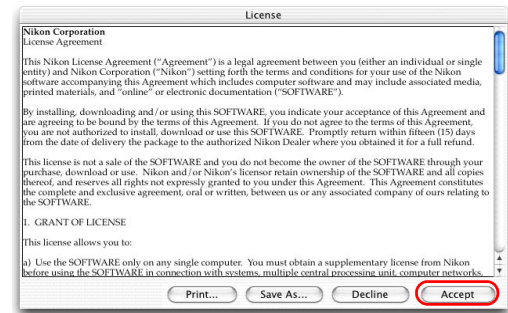 License
Nikon Corporation
License Agreement
This Nikon License Agreement ("Agreement") is a legal agreement between you (either an individual or single
entity) and Nikon Corporation ("Nikon") setting forth the terms and conditions for your use of the Nikon
software accompanying this Agreement which includes computer software and may include associated media,
printed materials, and "online" or electronic documentation ("SOFTWARE").
By installing, downloading and/or using this SOFTWARE, you indicate your acceptance of this Agreement and
are agreeing to be bound by the terms of this Agreement. If you do not agree to the terms of this Agreement,
you are not authorized to install, download or use this SOFTWARE. Promptly return within fifteen (15) days
from the date of delivery the package to the authorized Nikon Dealer where you obtained it for a full refund.
This license is not a sale of the SOFTWARE and you do not become the owner of the SOFTWARE through your
purchase, download or use. Nikon and/or Nikon's licensor retain ownership of the SOFTWARE and all copies
thereof, and reserves all rights not expressly granted to you under this Agreement. This Agreement constitutes
the complete and exclusive agreement, oral or written, between us or any associated company of ours relating to
the SOFTWARE.
1. GRANT OF LICENSE
This license allows you to:
a) Use the SOFTWARE only on any single computer. You must obtain a supplementary license from Nikon
before using the SOFTWARE in connection with systems, multiple central processing unit, computer networks,
Print... Save As... Decline Accept